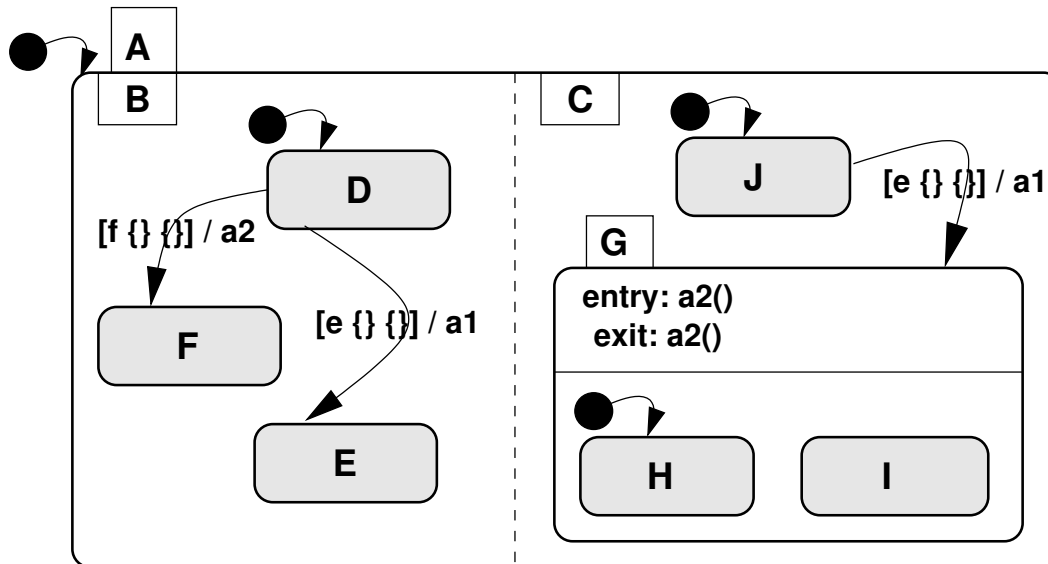 A
B
C
D
J
[e {} {}] / a1
[f {} {}] / a2
G
entry: a2()
exit: a2()
[e {} {}] / a1
F
E
H
I